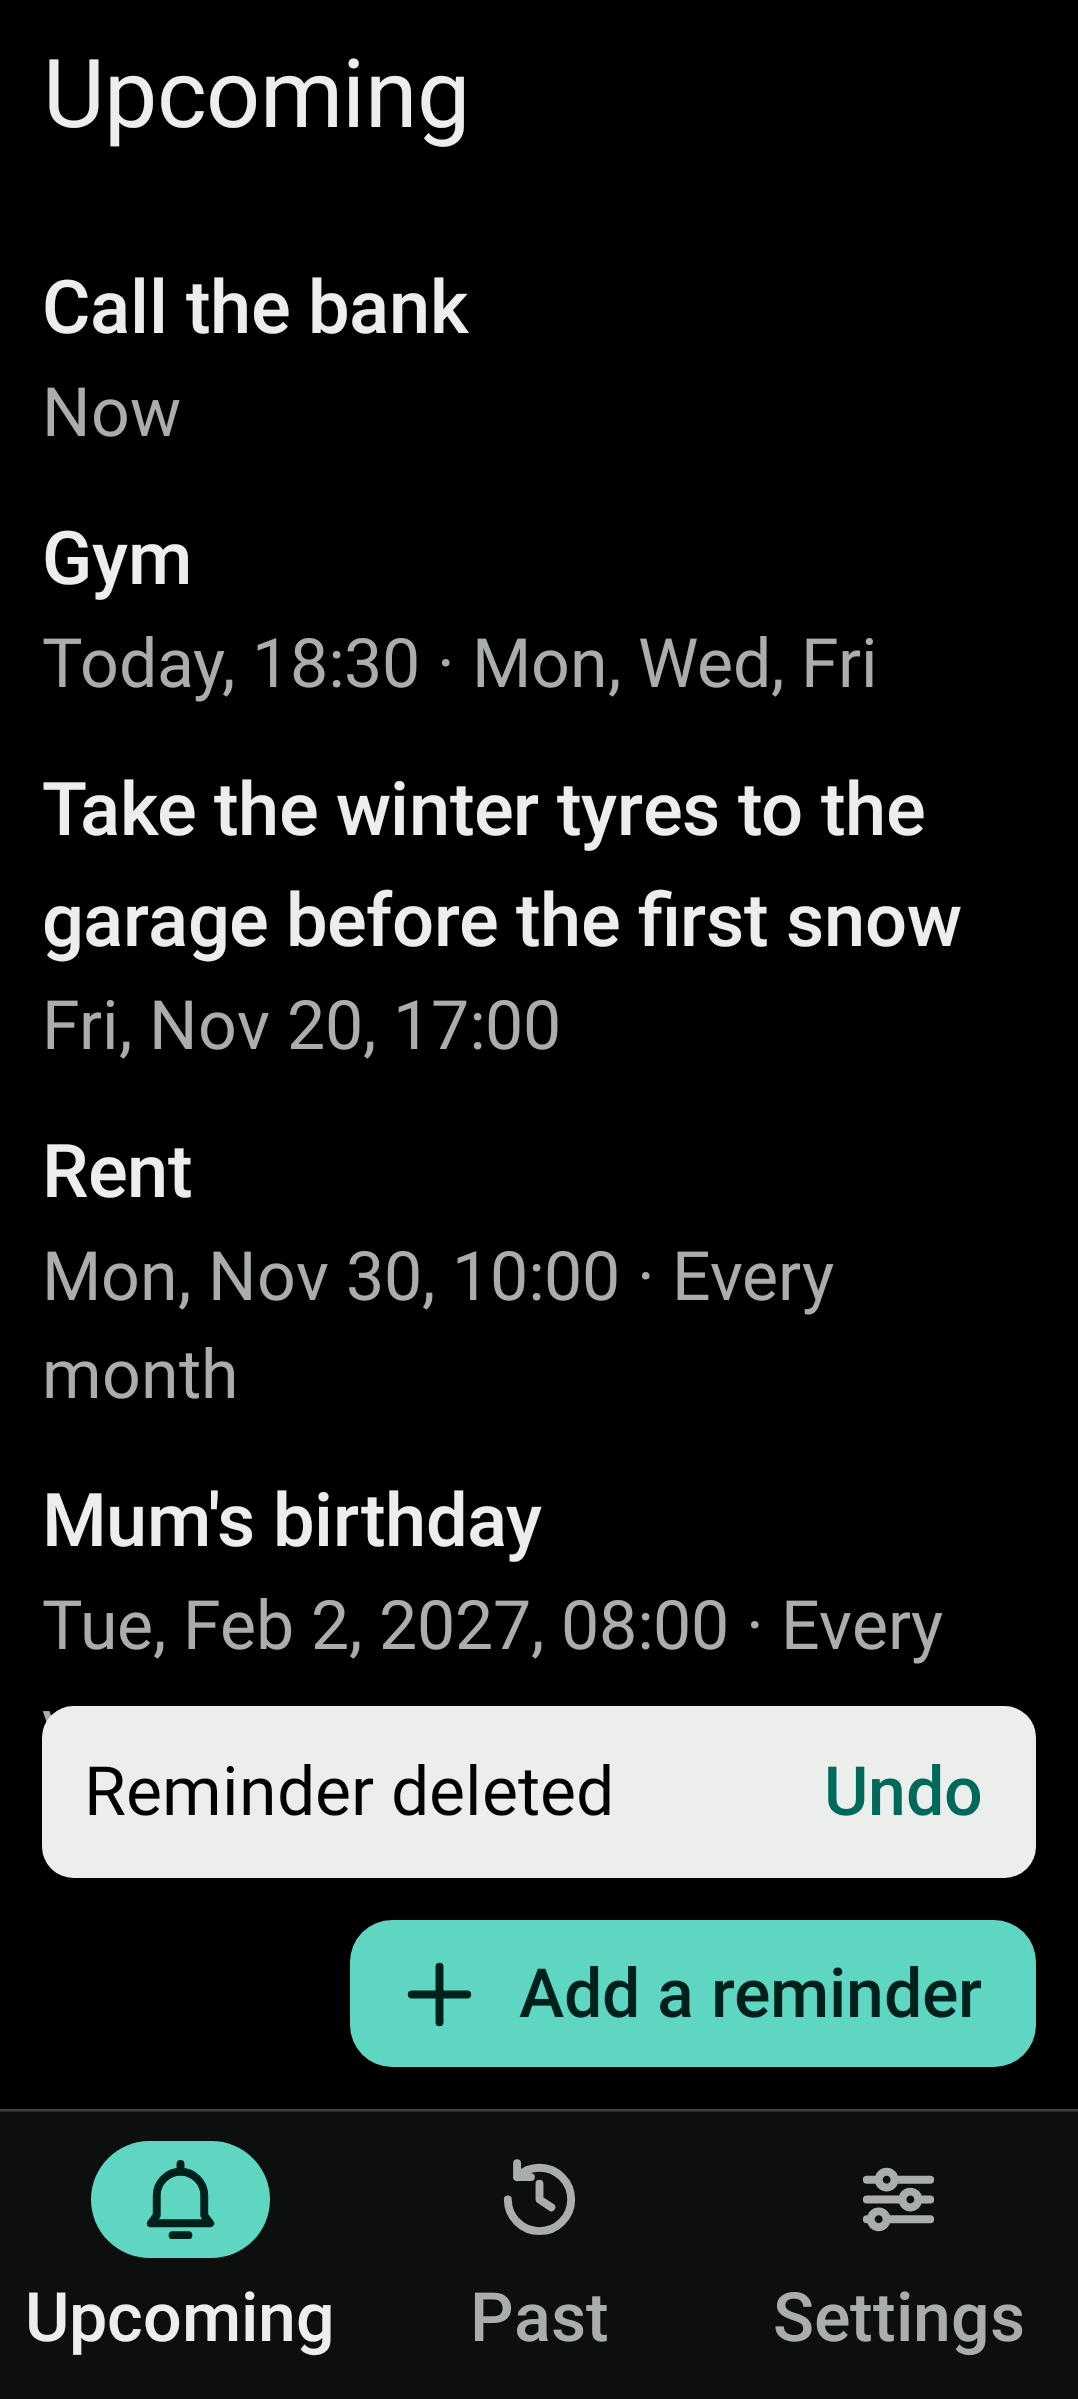 Upcoming
Call the bank
Now
Gym
Today, 18:30 · Mon, Wed, Fri
Take the winter tyres to the
garage before the first snow
Fri, Nov 20, 17:00
Rent
Mon, Nov 30, 10:00 · Every
month
Mum's birthday
Tue, Feb 2, 2027, 08:00 · Every
Reminder deleted Undo
Add a reminder
Upcoming Past Settings